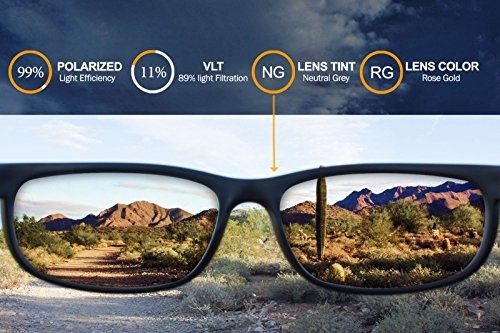 99%
POLARIZED
Light Efficiency
11%
VLT
89% light Filtration
NG
LENS TINT
Neutral Grey
RG
LENS COLOR
Rose Gold